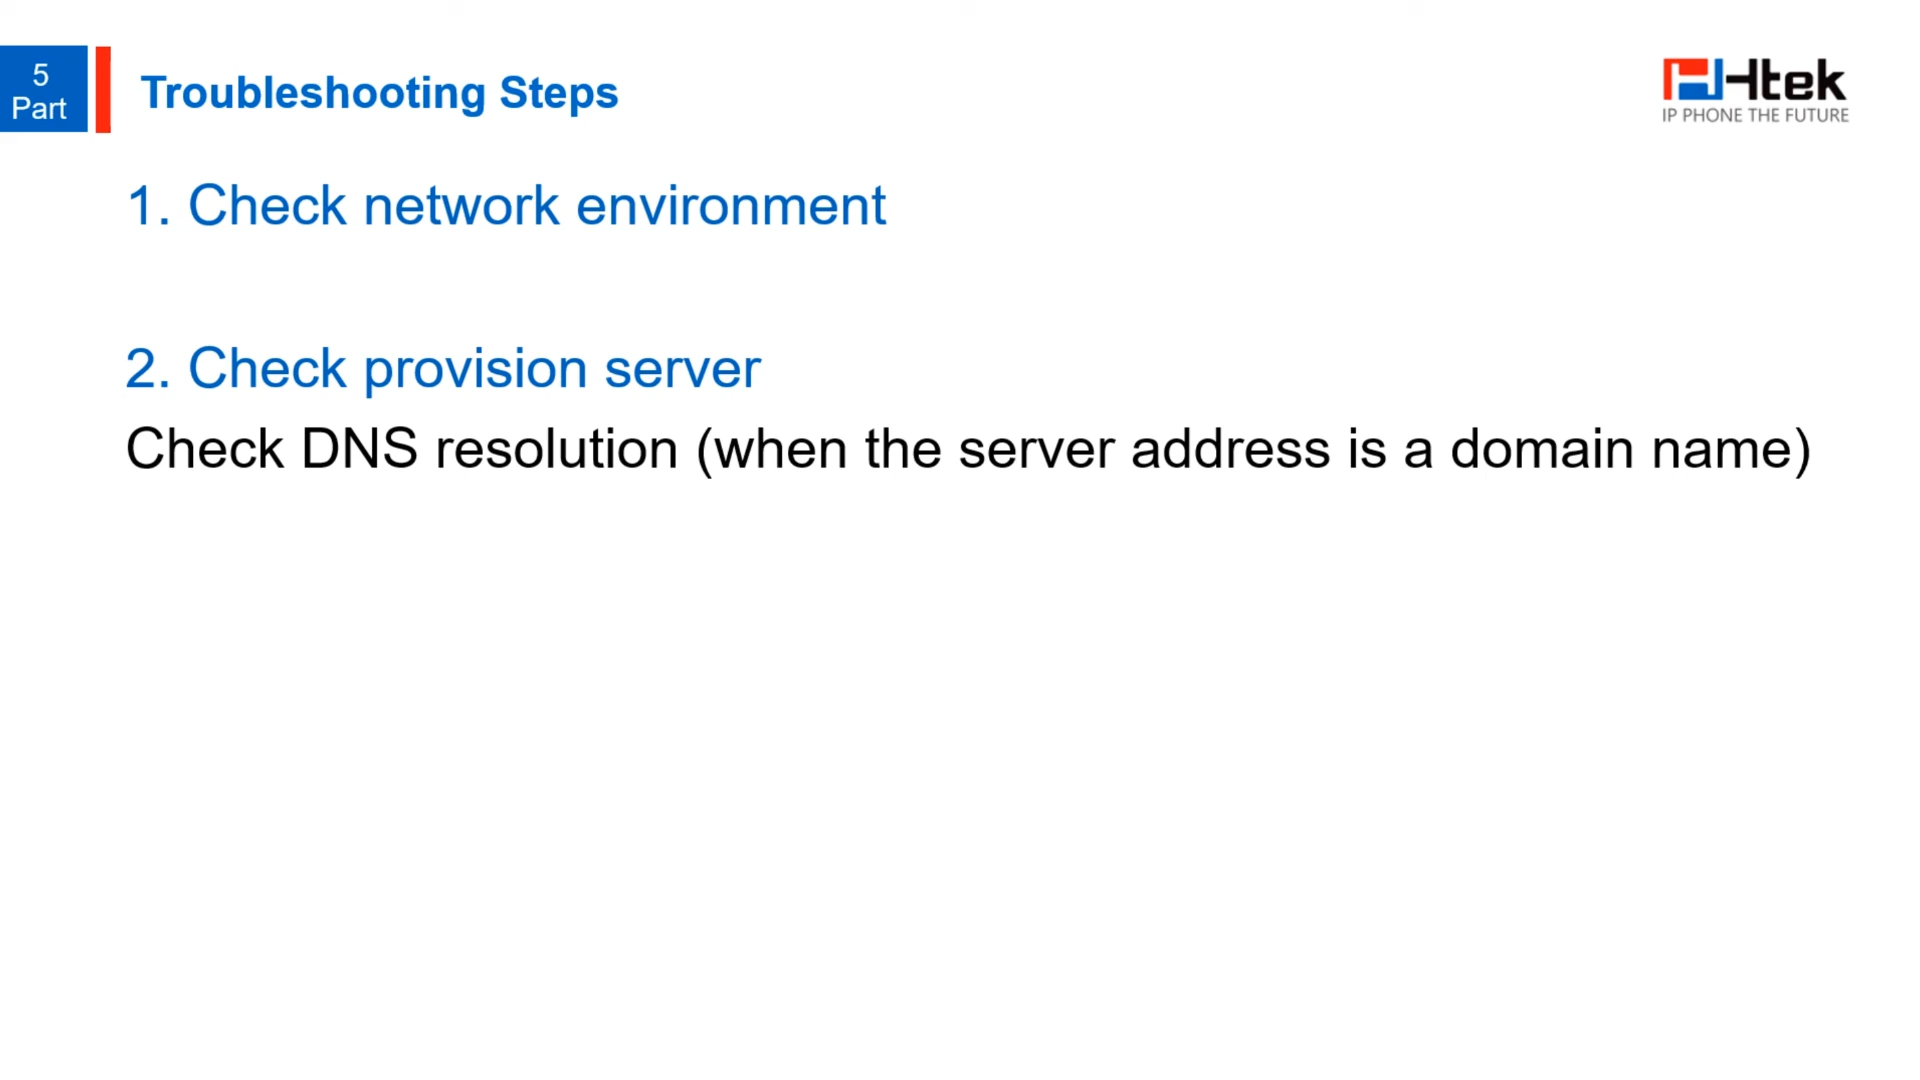 5
Part
Troubleshooting Steps
Htek
IP PHONE THE FUTURE
1. Check network environment
2. Check provision server
Check DNS resolution (when the server address is a domain name)